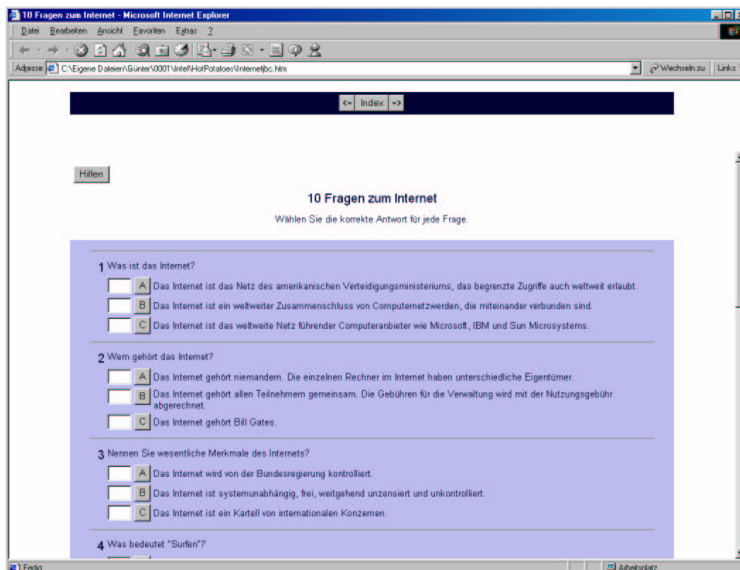 10 Fragen zum Internet - Microsoft Internet Explorer
Datei Bearbeiten Ansicht Favoriten Extras ?
Adresse C:\Eigene Dateien\Günter\0001\Intel\HotPotatoes\Internetjbc.htm Wechseln zu Links
<= Index =>
Hilfen
10 Fragen zum Internet
Wählen Sie die korrekte Antwort für jede Frage.
1 Was ist das Internet?
A Das Internet ist das Netz des amerikanischen Verteidigungsministeriums, das begrenzte Zugriffe auch weltweit erlaubt.
B Das Internet ist ein weltweiter Zusammenschluss von Computernetzwerden, die miteinander verbunden sind.
C Das Internet ist das weltweite Netz führender Computeranbieter wie Microsoft, IBM und Sun Microsystems.
2 Wem gehört das Internet?
A Das Internet gehört niemandem. Die einzelnen Rechner im Internet haben unterschiedliche Eigentümer.
B Das Internet gehört allen Teilnehmern gemeinsam. Die Gebühren für die Verwaltung wird mit der Nutzungsgebühr
abgerechnet.
C Das Internet gehört Bill Gates.
3 Nennen Sie wesentliche Merkmale des Internets?
A Das Internet wird von der Bundesregierung kontrolliert.
B Das Internet ist systemunabhängig, frei, weitgehend unzensiert und unkontrolliert.
C Das Internet ist ein Kartell von internationalen Konzernen.
4 Was bedeutet "Surfen"?
Fertig Arbeitsplatz